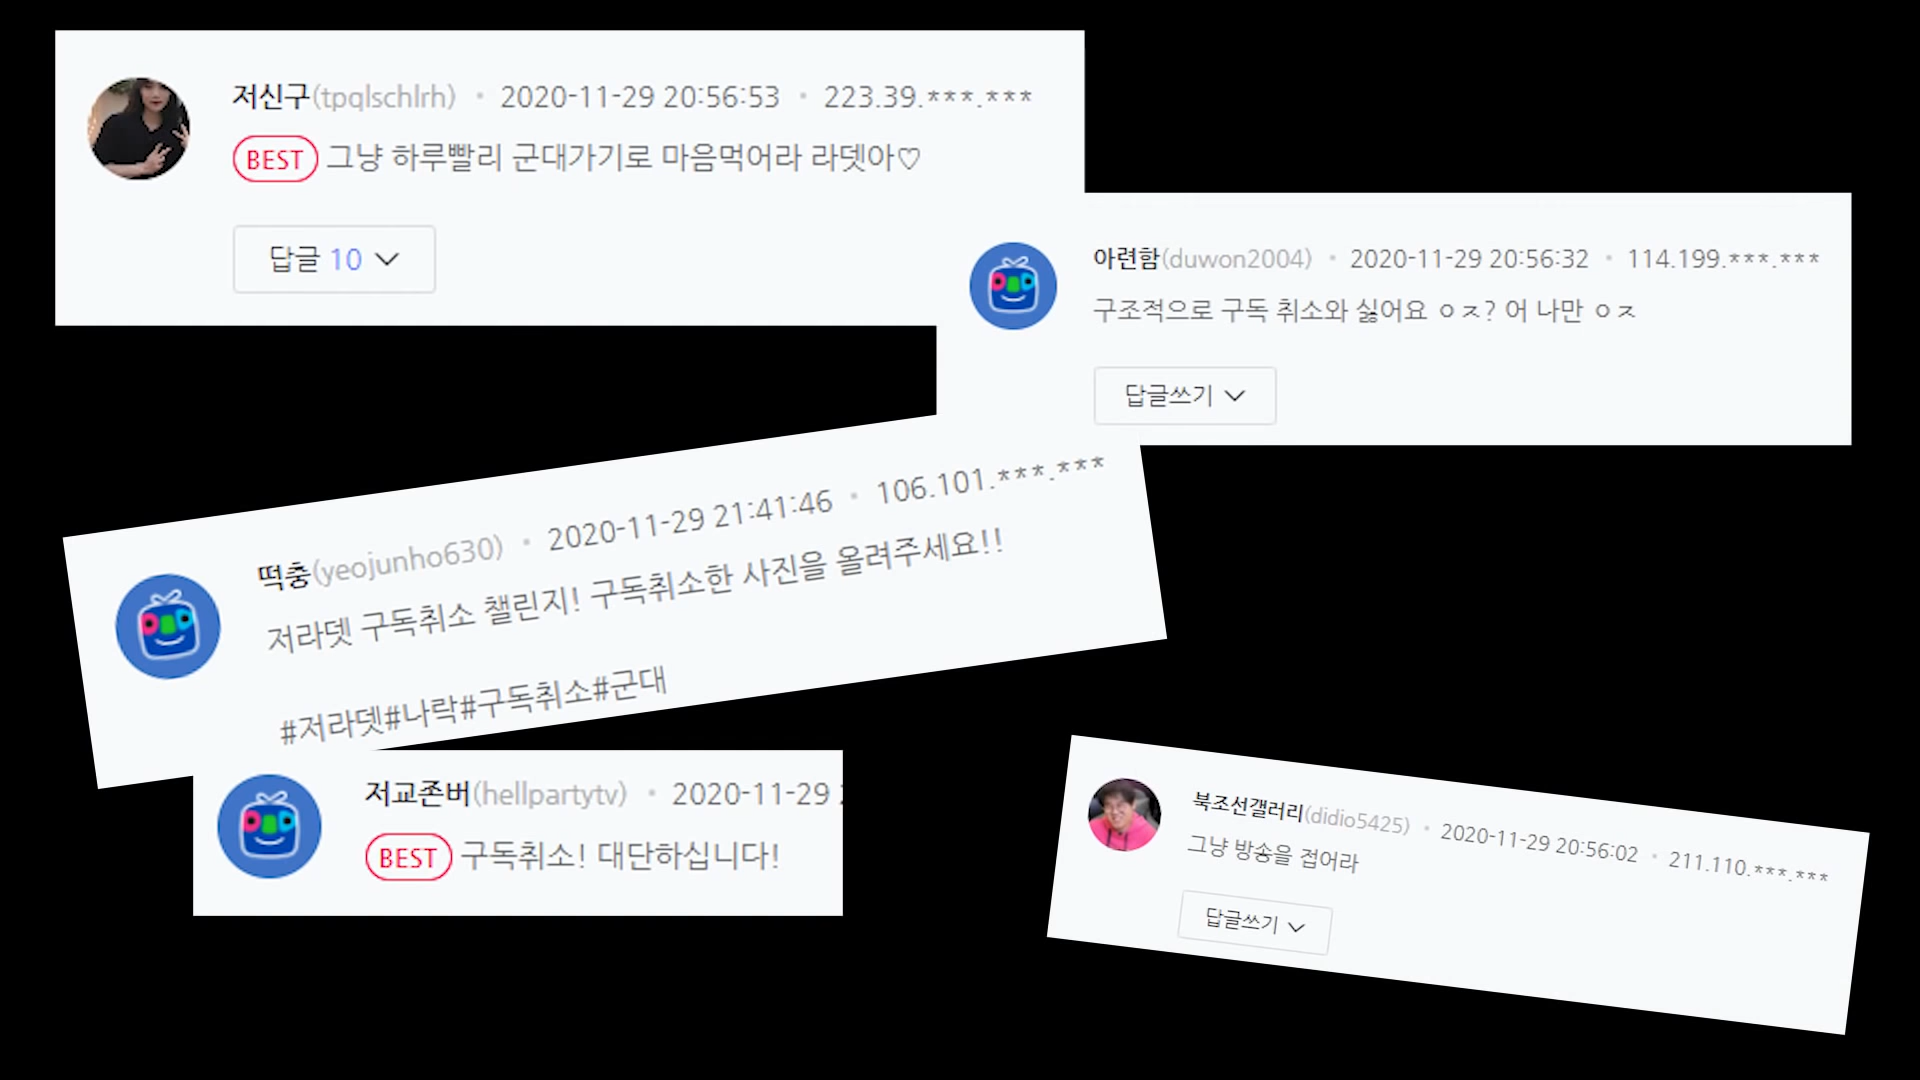 저신구(tpqlschlrh) • 2020-11-29 20:56:53 • 223.39.***.***
BEST 그냥 하루빨리 군대가기로 마음먹어라 라뎃아♡
답글 10
아련함(duwon2004) • 2020-11-29 20:56:32 • 114.199.***.***
구조적으로 구독 취소와 싫어요 ㅇㅈ? 어 나만 ㅇㅈ
답글쓰기
떡충(yeojunho630) • 2020-11-29 21:41:46 • 106.101.***.***
저라뎃 구독취소 챌린지! 구독취소한 사진을 올려주세요!!
#저라뎃#나락#구독취소#군대
저교존버(hellpartytv) • 2020-11-29
BEST 구독취소! 대단하십니다!
북조선갤러리(didio5425) • 2020-11-29 20:56:02 • 211.110.***.***
그냥 방송을 접어라
답글쓰기